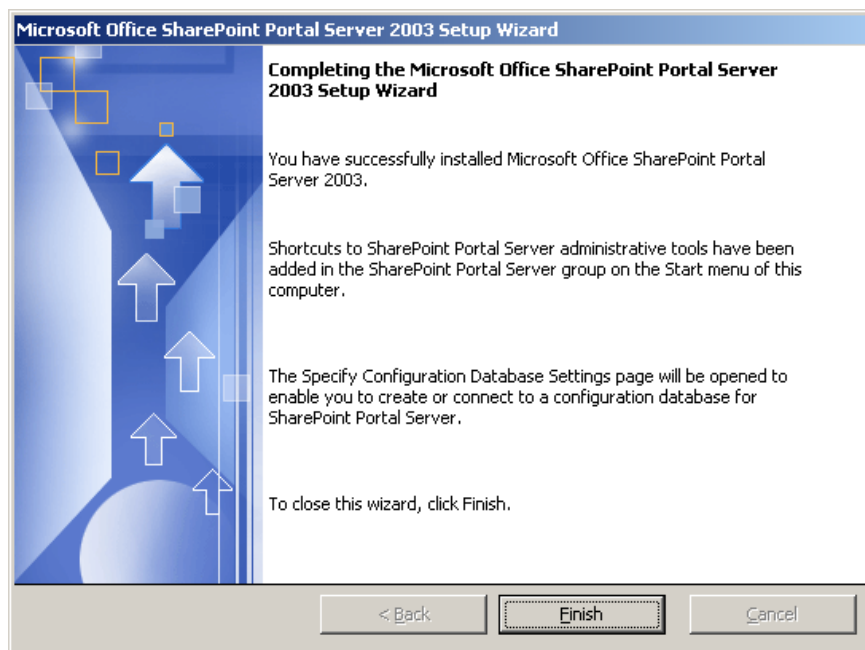 Microsoft Office SharePoint Portal Server 2003 Setup Wizard
Completing the Microsoft Office SharePoint Portal Server
2003 Setup Wizard
You have successfully installed Microsoft Office SharePoint Portal
Server 2003.
Shortcuts to SharePoint Portal Server administrative tools have been
added in the SharePoint Portal Server group on the Start menu of this
computer.
The Specify Configuration Database Settings page will be opened to
enable you to create or connect to a configuration database for
SharePoint Portal Server.
To close this wizard, click Finish.
< Back
Finish
Cancel